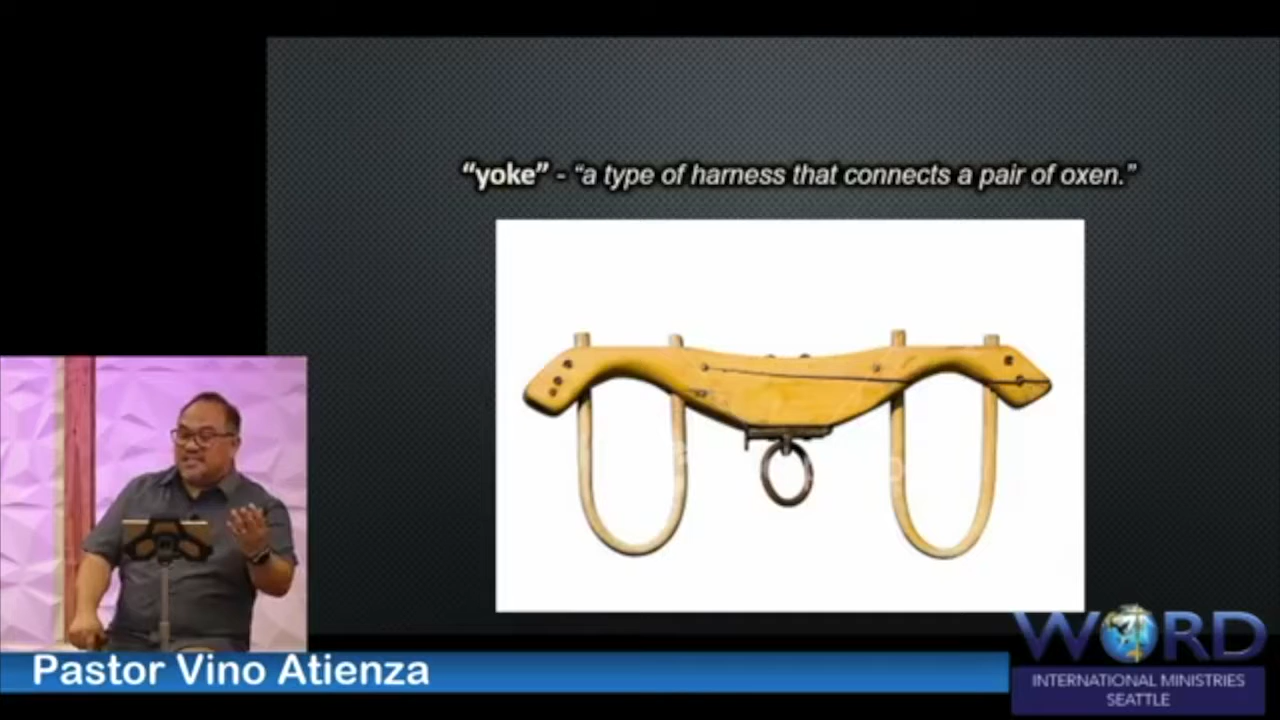 “yoke” - “a type of harness that connects a pair of oxen.”
Pastor Vino Atienza
WORD
INTERNATIONAL MINISTRIES
SEATTLE